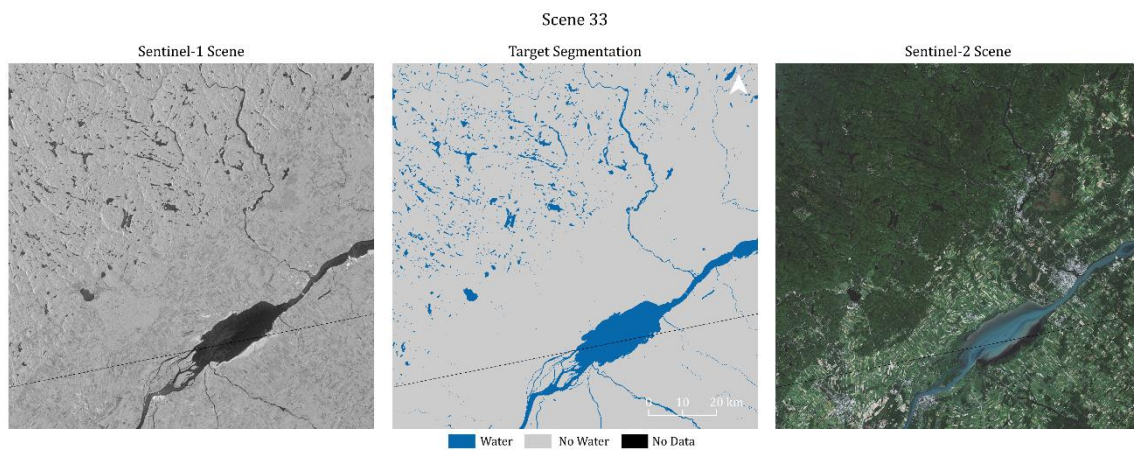 Scene 33
Sentinel-1 Scene
Target Segmentation
Sentinel-2 Scene
0 10 20 km
Water
No Water
No Data